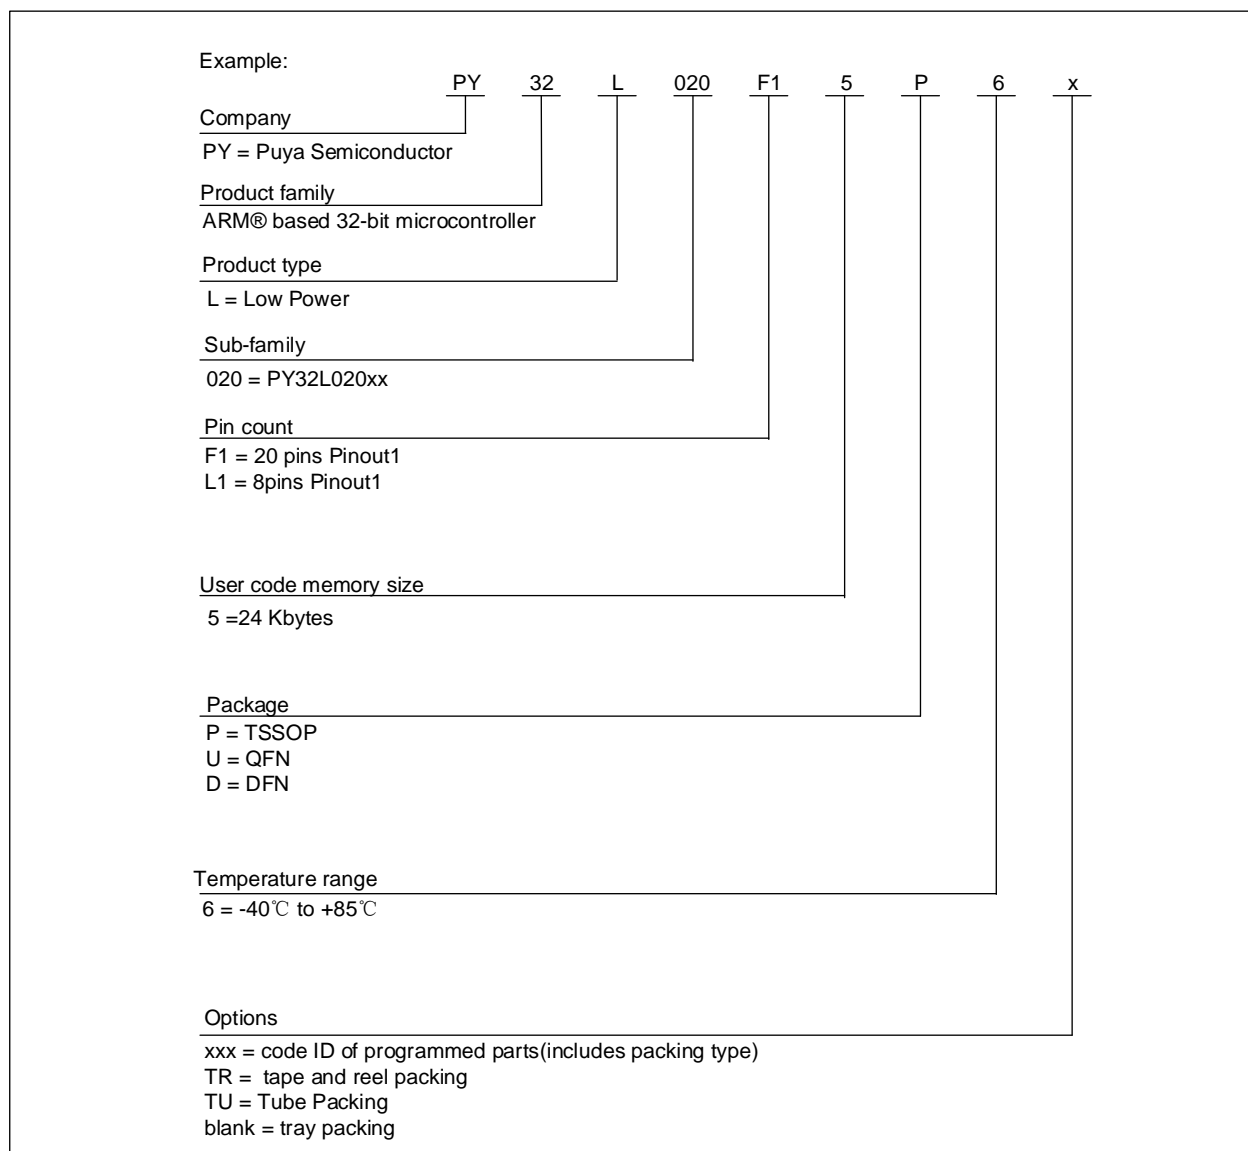 Example:
PY 32 L 020 F1 5 P 6 x
Company
PY = Puya Semiconductor
Product family
ARM® based 32-bit microcontroller
Product type
L = Low Power
Sub-family
020 = PY32L020xx
Pin count
F1 = 20 pins Pinout1
L1 = 8pins Pinout1
User code memory size
5 =24 Kbytes
Package
P = TSSOP
U = QFN
D = DFN
Temperature range
6 = -40℃ to +85℃
Options
xxx = code ID of programmed parts(includes packing type)
TR = tape and reel packing
TU = Tube Packing
blank = tray packing